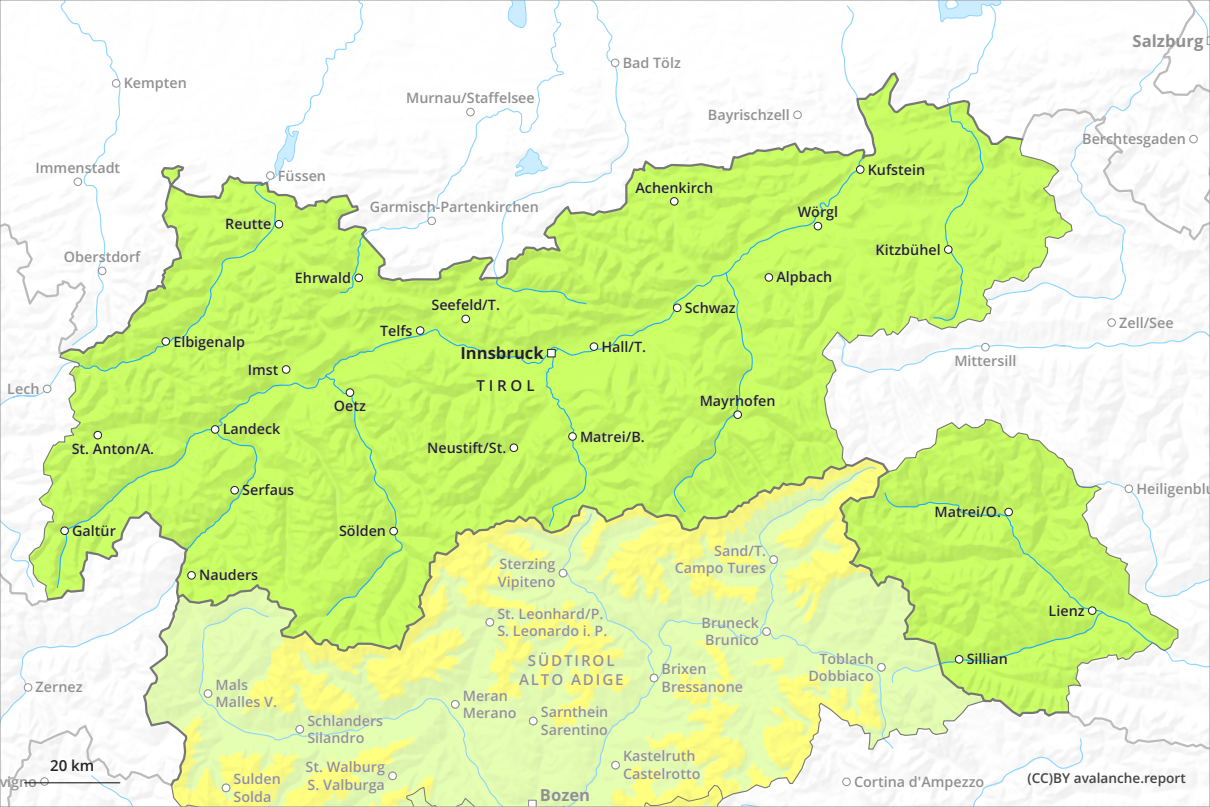 Salzburg
Bad Tölz
Kempten
Murnau/Staffelsee
Bayrischzell
Berchtesgaden
Immenstadt
Füssen
Kufstein
Achenkirch
Garmisch-Partenkirchen
Wörgl
Reutte
Kitzbühel
Oberstdorf
Ehrwald
Alpbach
Seefeld/T.
Schwaz
Telfs
Zell/See
Elbigenalp
Innsbruck
Hall/T.
Mittersill
Imst
TIROL
Lech
Oetz
Mayrhofen
Landeck
Matrei/B.
St. Anton/A.
Neustift/St.
Serfaus
Heiligenblu
Matrei/O.
Galtür
Sölden
Sand/T.
Campo Tures
Sterzing
Vipiteno
Nauders
Lienz
St. Leonhard/P.
S. Leonardo i. P.
Bruneck
Brunico
SÜDTIROL
ALTO ADIGE
Toblach
Dobbiaco
Sillian
Brixen
Bressanone
Zernez
Mals
Malles V.
Meran
Merano
Sarnthein
Sarentino
Schlanders
Silandro
Kastelruth
Castelrotto
20 km
St. Walburg
S. Valburga
Sulden
Solda
vigno
Cortina d'Ampezzo
(CC)BY avalanche.report
Bozen